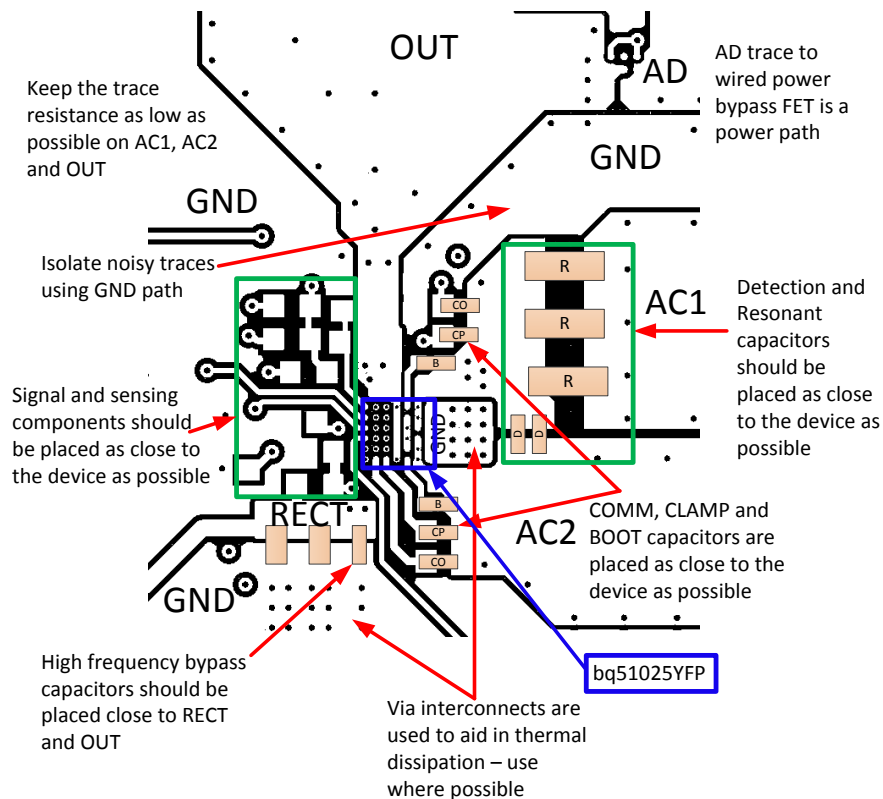 OUT
AD
AD trace to
wired power
bypass FET is a
power path
Keep the trace
resistance as low as
possible on AC1, AC2
and OUT
GND
GND
Isolate noisy traces
using GND path
R
R
R
AC1
CO
CP
B
Detection and
Resonant
capacitors
should be
placed as close
to the device as
possible
Signal and sensing
components should
be placed as close to
the device as possible
GND
D
D
RECT
B
CP
CO
AC2
COMM, CLAMP and
BOOT capacitors are
placed as close to the
device as possible
GND
High frequency bypass
capacitors should be
placed close to RECT
and OUT
Via interconnects are
used to aid in thermal
dissipation – use
where possible
bq51025YFP